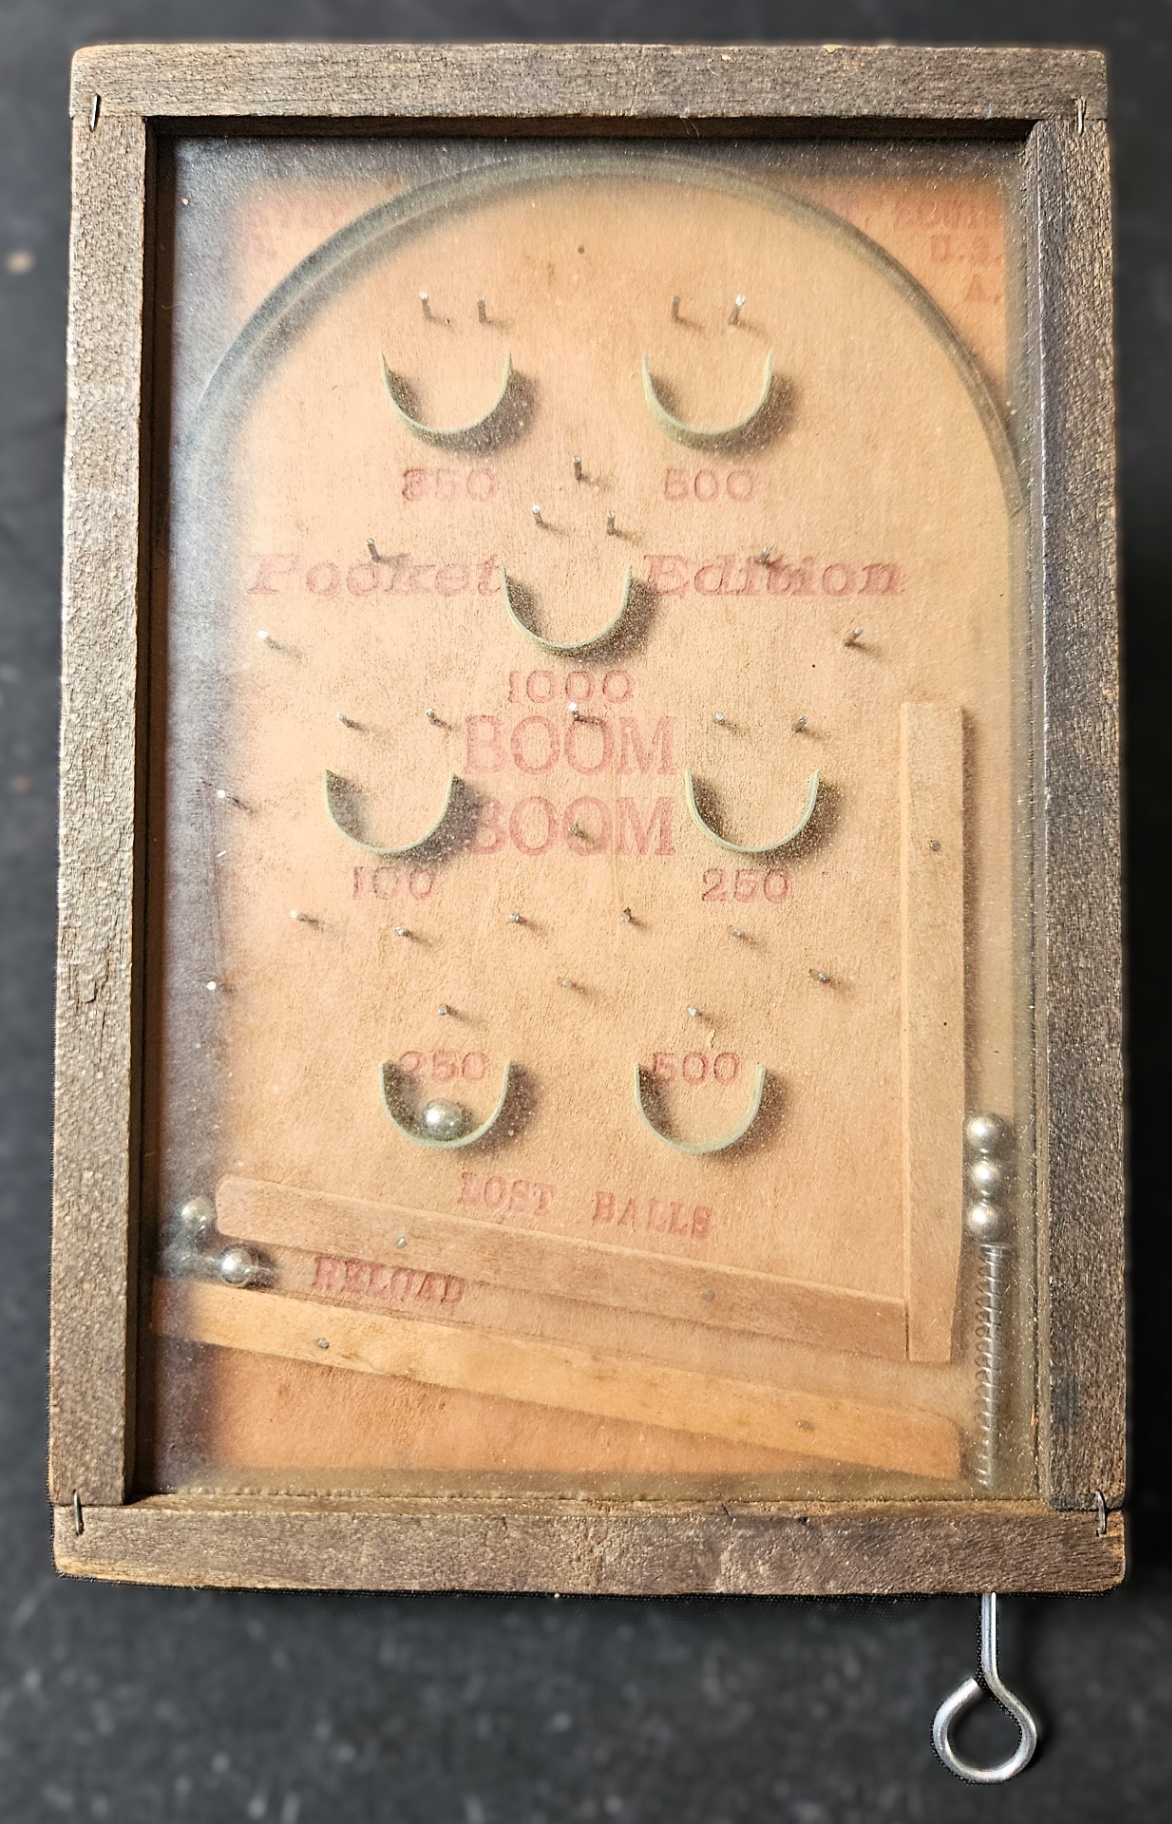 U.S.
A.
350 500
Pocket Edition
1000
BOOM
BOOM
100 250
250 500
LOST BALLS
RELOAD